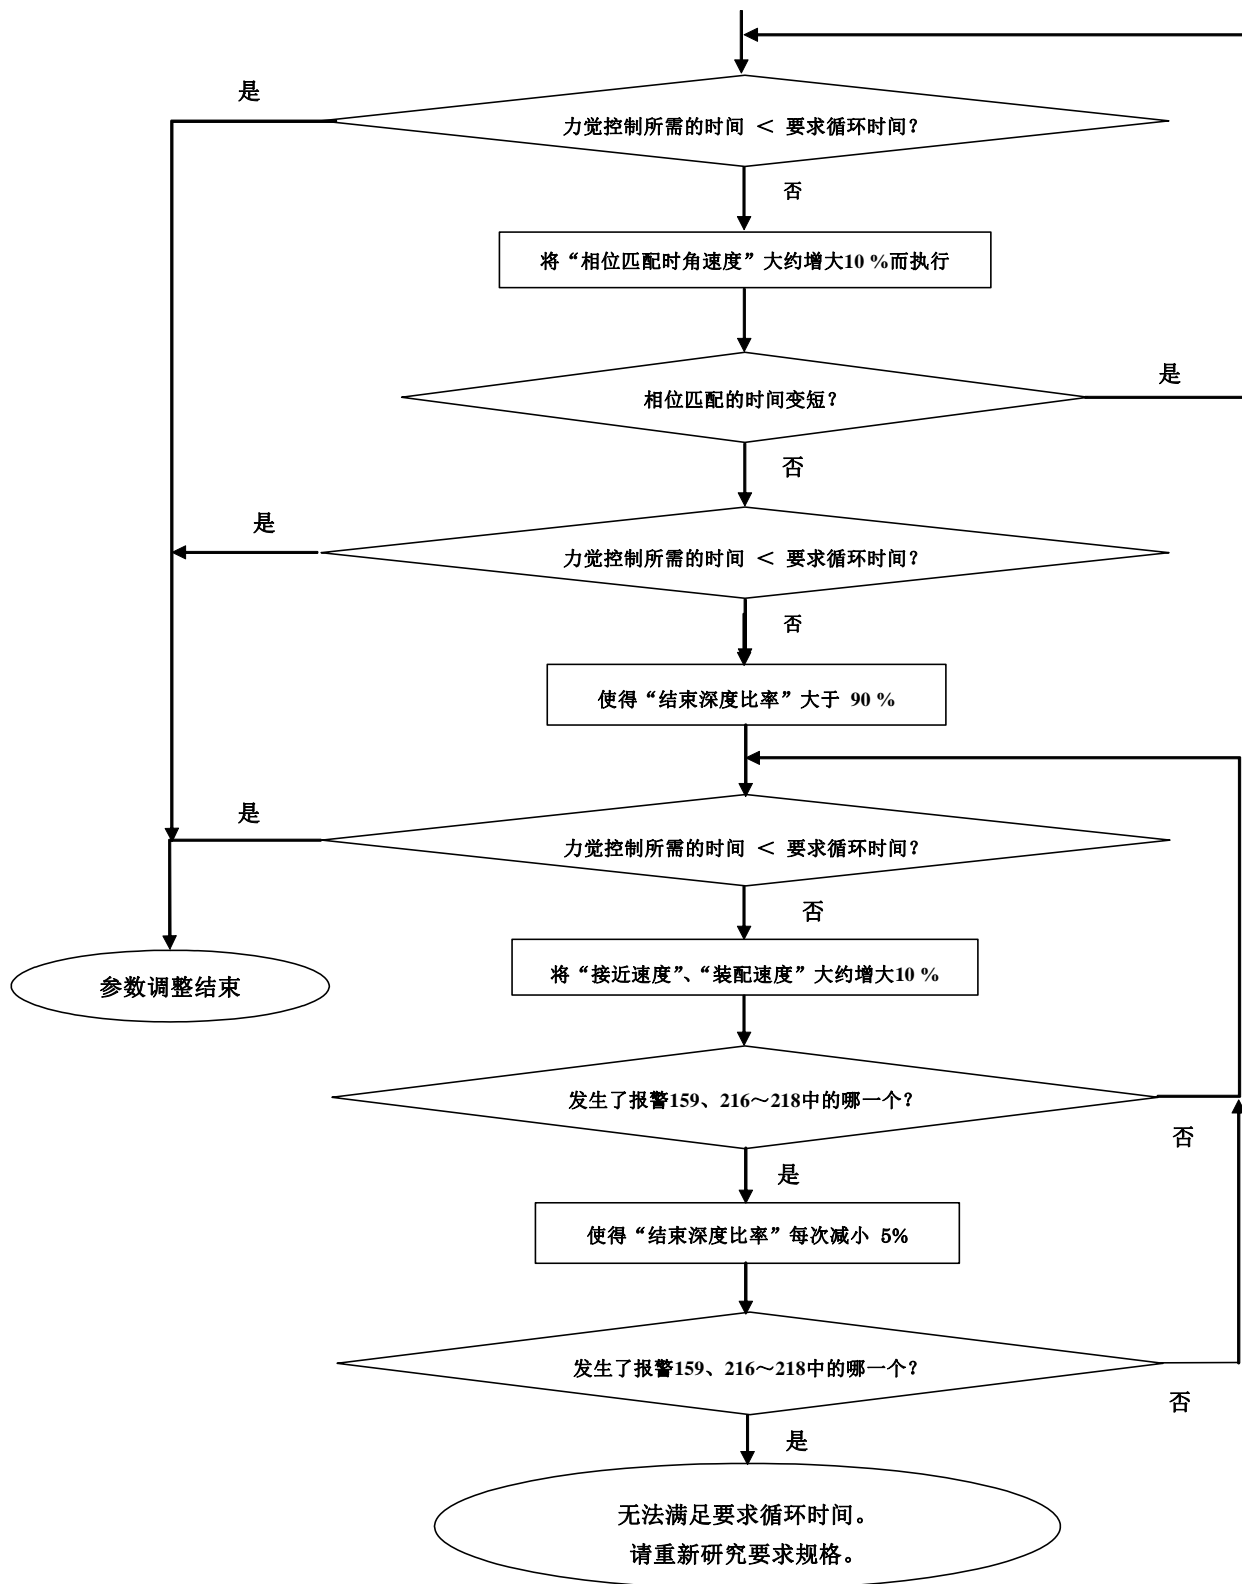 是
力觉控制所需的时间 ＜ 要求循环时间？
否
将“相位匹配时角速度”大约增大10 %而执行
是
相位匹配的时间变短？
否
是
力觉控制所需的时间 ＜ 要求循环时间？
否
使得“结束深度比率”大于 90 %
是
力觉控制所需的时间 ＜ 要求循环时间？
否
将“接近速度”、“装配速度”大约增大10 %
参数调整结束
发生了报警159、216～218中的哪一个？
否
是
使得“结束深度比率”每次减小 5%
发生了报警159、216～218中的哪一个？
否
是
无法满足要求循环时间。
请重新研究要求规格。